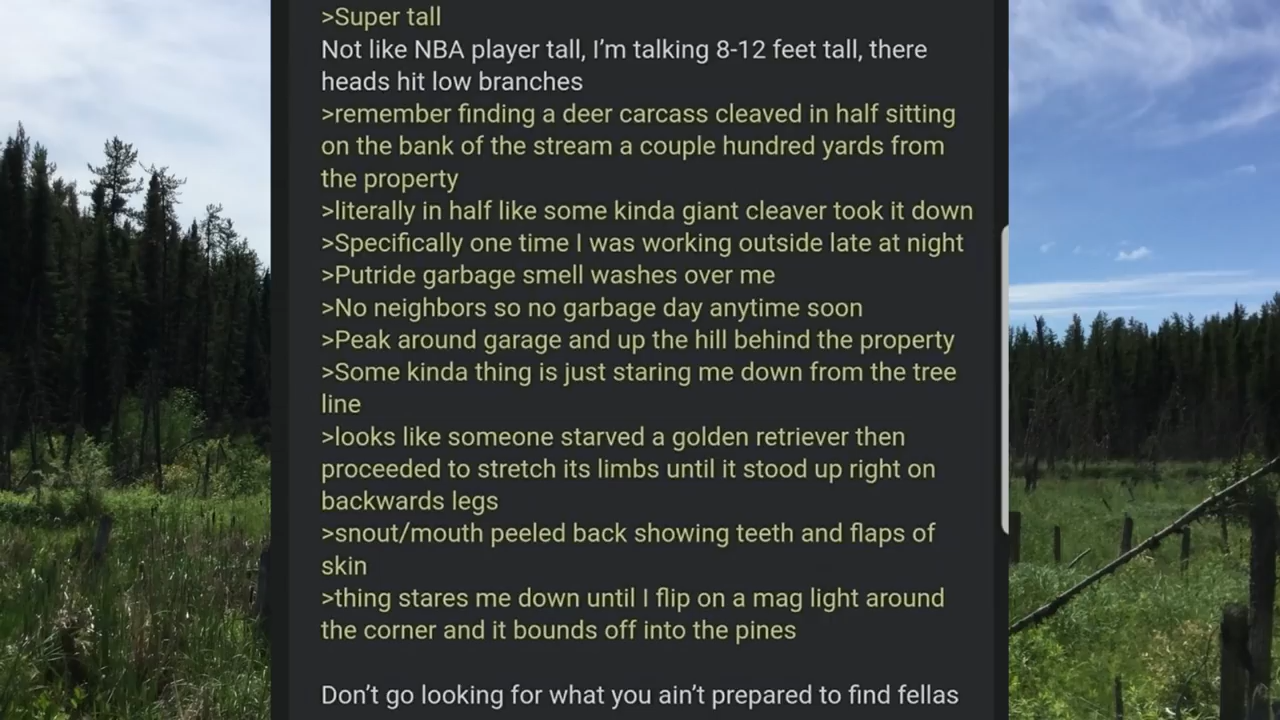 >Super tall
Not like NBA player tall, I’m talking 8-12 feet tall, there
heads hit low branches
>remember finding a deer carcass cleaved in half sitting
on the bank of the stream a couple hundred yards from
the property
>literally in half like some kinda giant cleaver took it down
>Specifically one time I was working outside late at night
>Putride garbage smell washes over me
>No neighbors so no garbage day anytime soon
>Peak around garage and up the hill behind the property
>Some kinda thing is just staring me down from the tree
line
>looks like someone starved a golden retriever then
proceeded to stretch its limbs until it stood up right on
backwards legs
>snout/mouth peeled back showing teeth and flaps of
skin
>thing stares me down until I flip on a mag light around
the corner and it bounds off into the pines
Don’t go looking for what you ain’t prepared to find fellas